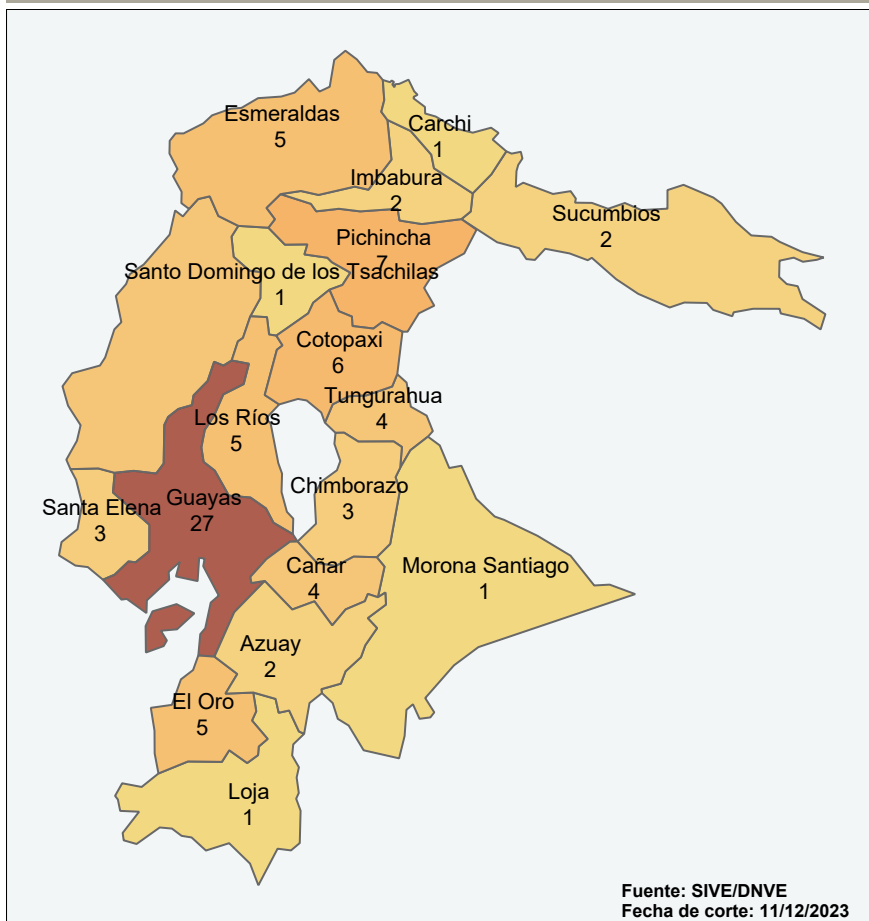 Esmeraldas
5
Carchi
1
Imbabura
2
Sucumbios
2
Pichincha
7
Santo Domingo de los
Tsachilas
1
Cotopaxi
6
Tungurahua
4
Los Ríos
5
Chimborazo
3
Guayas
27
Santa Elena
3
Cañar
4
Morona Santiago
1
Azuay
2
El Oro
5
Loja
1
Fuente: SIVE/DNVE
Fecha de corte: 11/12/2023